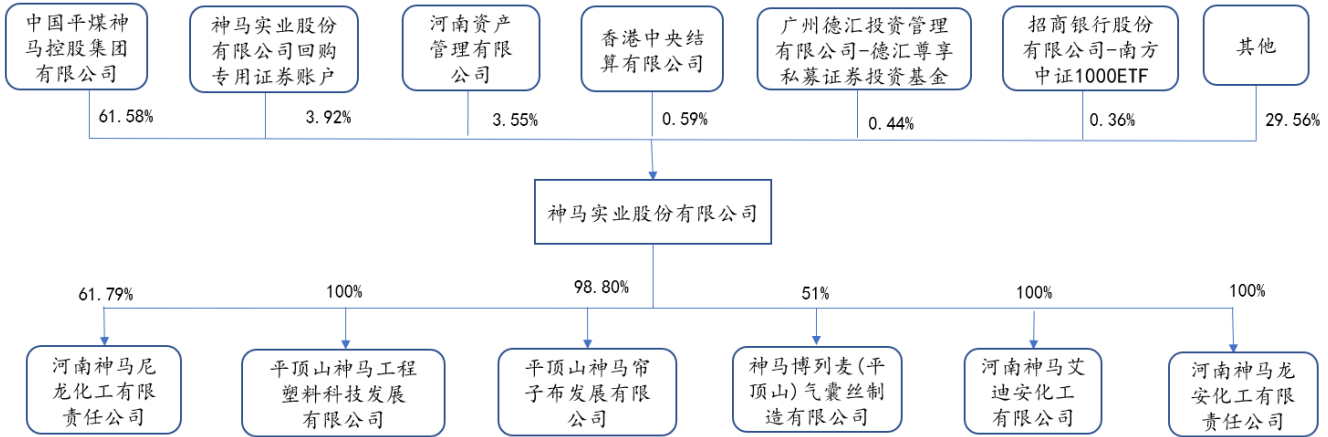 中国平煤神
马控股集团
有限公司
神马实业股份
有限公司回购
专用证券账户
河南资产
管理有限
公司
香港中央结
算有限公司
广州德汇投资管理
有限公司-德汇尊享
私募证券投资基金
招商银行股份
有限公司-南方
中证1000ETF
其他
61.58%
3.92%
3.55%
0.59%
0.44%
0.36%
29.56%
神马实业股份有限公司
61.79%
100%
98.80%
51%
100%
100%
河南神马尼
龙化工有限
责任公司
平顶山神马工程
塑料科技发展
有限公司
平顶山神马帘
子布发展有限
公司
神马博列麦(平
顶山)气囊丝制
造有限公司
河南神马艾
迪安化工
有限公司
河南神马龙
安化工有限
责任公司